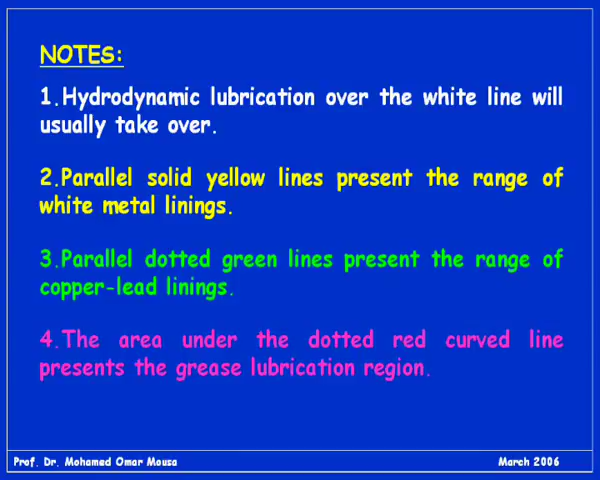 NOTES:
1.Hydrodynamic lubrication over the white line will
usually take over.
2.Parallel solid yellow lines present the range of
white metal linings.
3.Parallel dotted green lines present the range of
copper-lead linings.
4.The area under the dotted red curved line
presents the grease lubrication region.
Prof. Dr. Mohamed Omar Mousa
March 2006